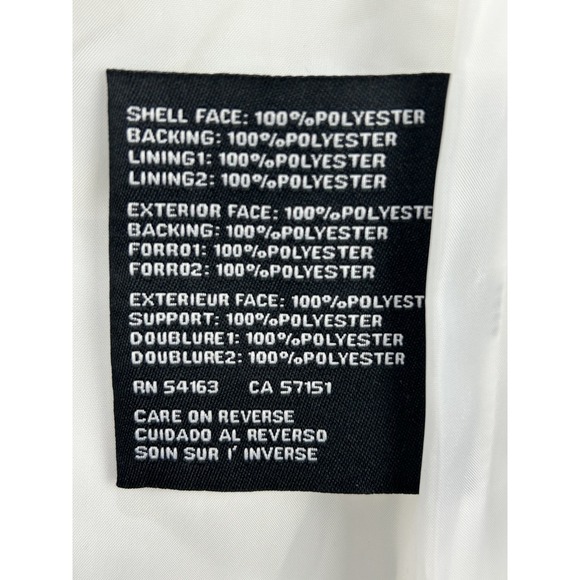 SHELL FACE: 100%POLYESTER
BACKING: 100%POLYESTER
LINING1: 100%POLYESTER
LINING2: 100%POLYESTER
EXTERIOR FACE: 100%POLYESTE
BACKING: 100%POLYESTER
FORRO1: 100%POLYESTER
FORRO2: 100%POLYESTER
EXTERIEUR FACE: 100%POLYEST
SUPPORT: 100%POLYESTER
DOUBLURE1: 100%POLYESTER
DOUBLURE2: 100%POLYESTER
RN 54163 CA 57151
CARE ON REVERSE
CUIDADO AL REVERSO
SOIN SUR l' INVERSE